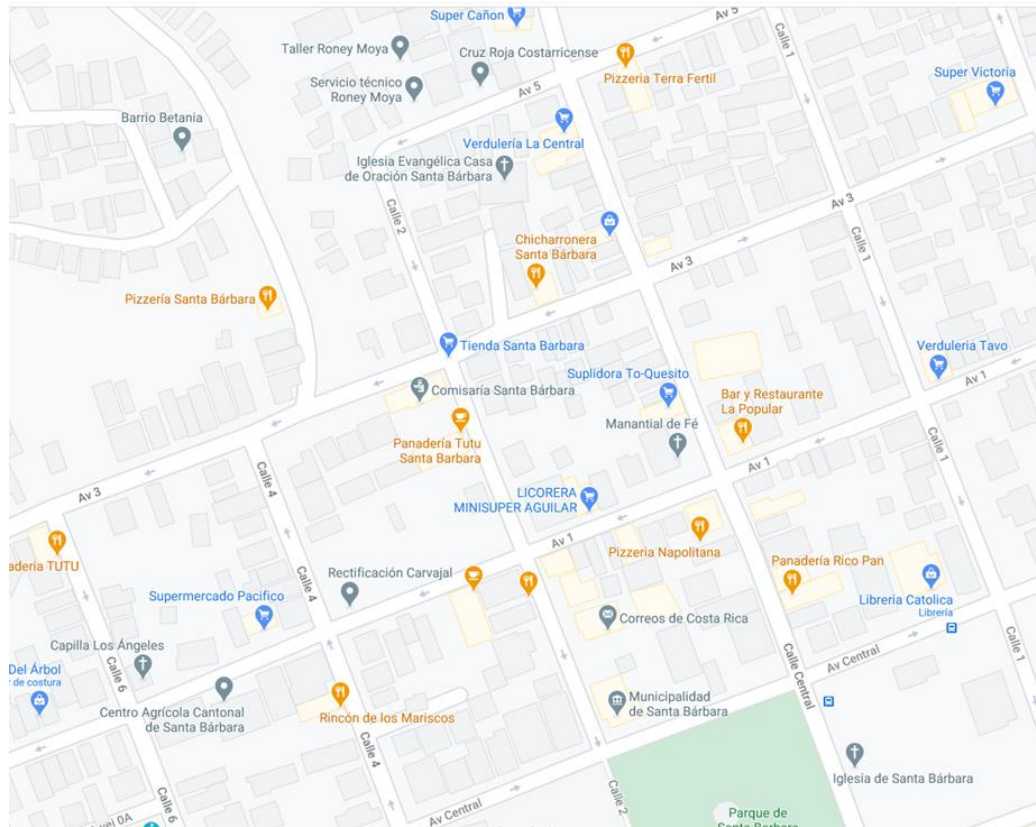 Super Cañon
Av 5
Calle 1
Taller Roney Moya
Cruz Roja Costarricense
Pizzeria Terra Fertil
Super Victoria
Servicio técnico
Roney Moya
Av 5
Barrio Betania
Verdulería La Central
Iglesia Evangélica Casa
de Oración Santa Bárbara
Av 3
Calle 2
Calle 1
Chicharronera
Santa Bárbara
Av 3
Pizzería Santa Bárbara
Tienda Santa Barbara
Verduleria Tavo
Suplidora To-Quesito
Av 1
Comisaría Santa Bárbara
Bar y Restaurante
La Popular
Manantial de Fé
Panadería Tutu
Santa Barbara
Calle 1
Av 1
Calle 4
Av 3
LICORERA
MINISUPER AGUILAR
Av 1
Pizzeria Napolitana
adería TUTU
Panadería Rico Pan
Rectificación Carvajal
Supermercado Pacifico
Calle 4
Libreria Catolica
Librería
Correos de Costa Rica
Capilla Los Ángeles
Calle 1
Av Central
Calle Central
Del Árbol
r de costura
Calle 6
Centro Agrícola Cantonal
de Santa Bárbara
Rincón de los Mariscos
Municipalidad
de Santa Bárbara
Calle 4
Iglesia de Santa Bárbara
Calle 2
Av Central
Calle 6
Parque de
Santa Barbara